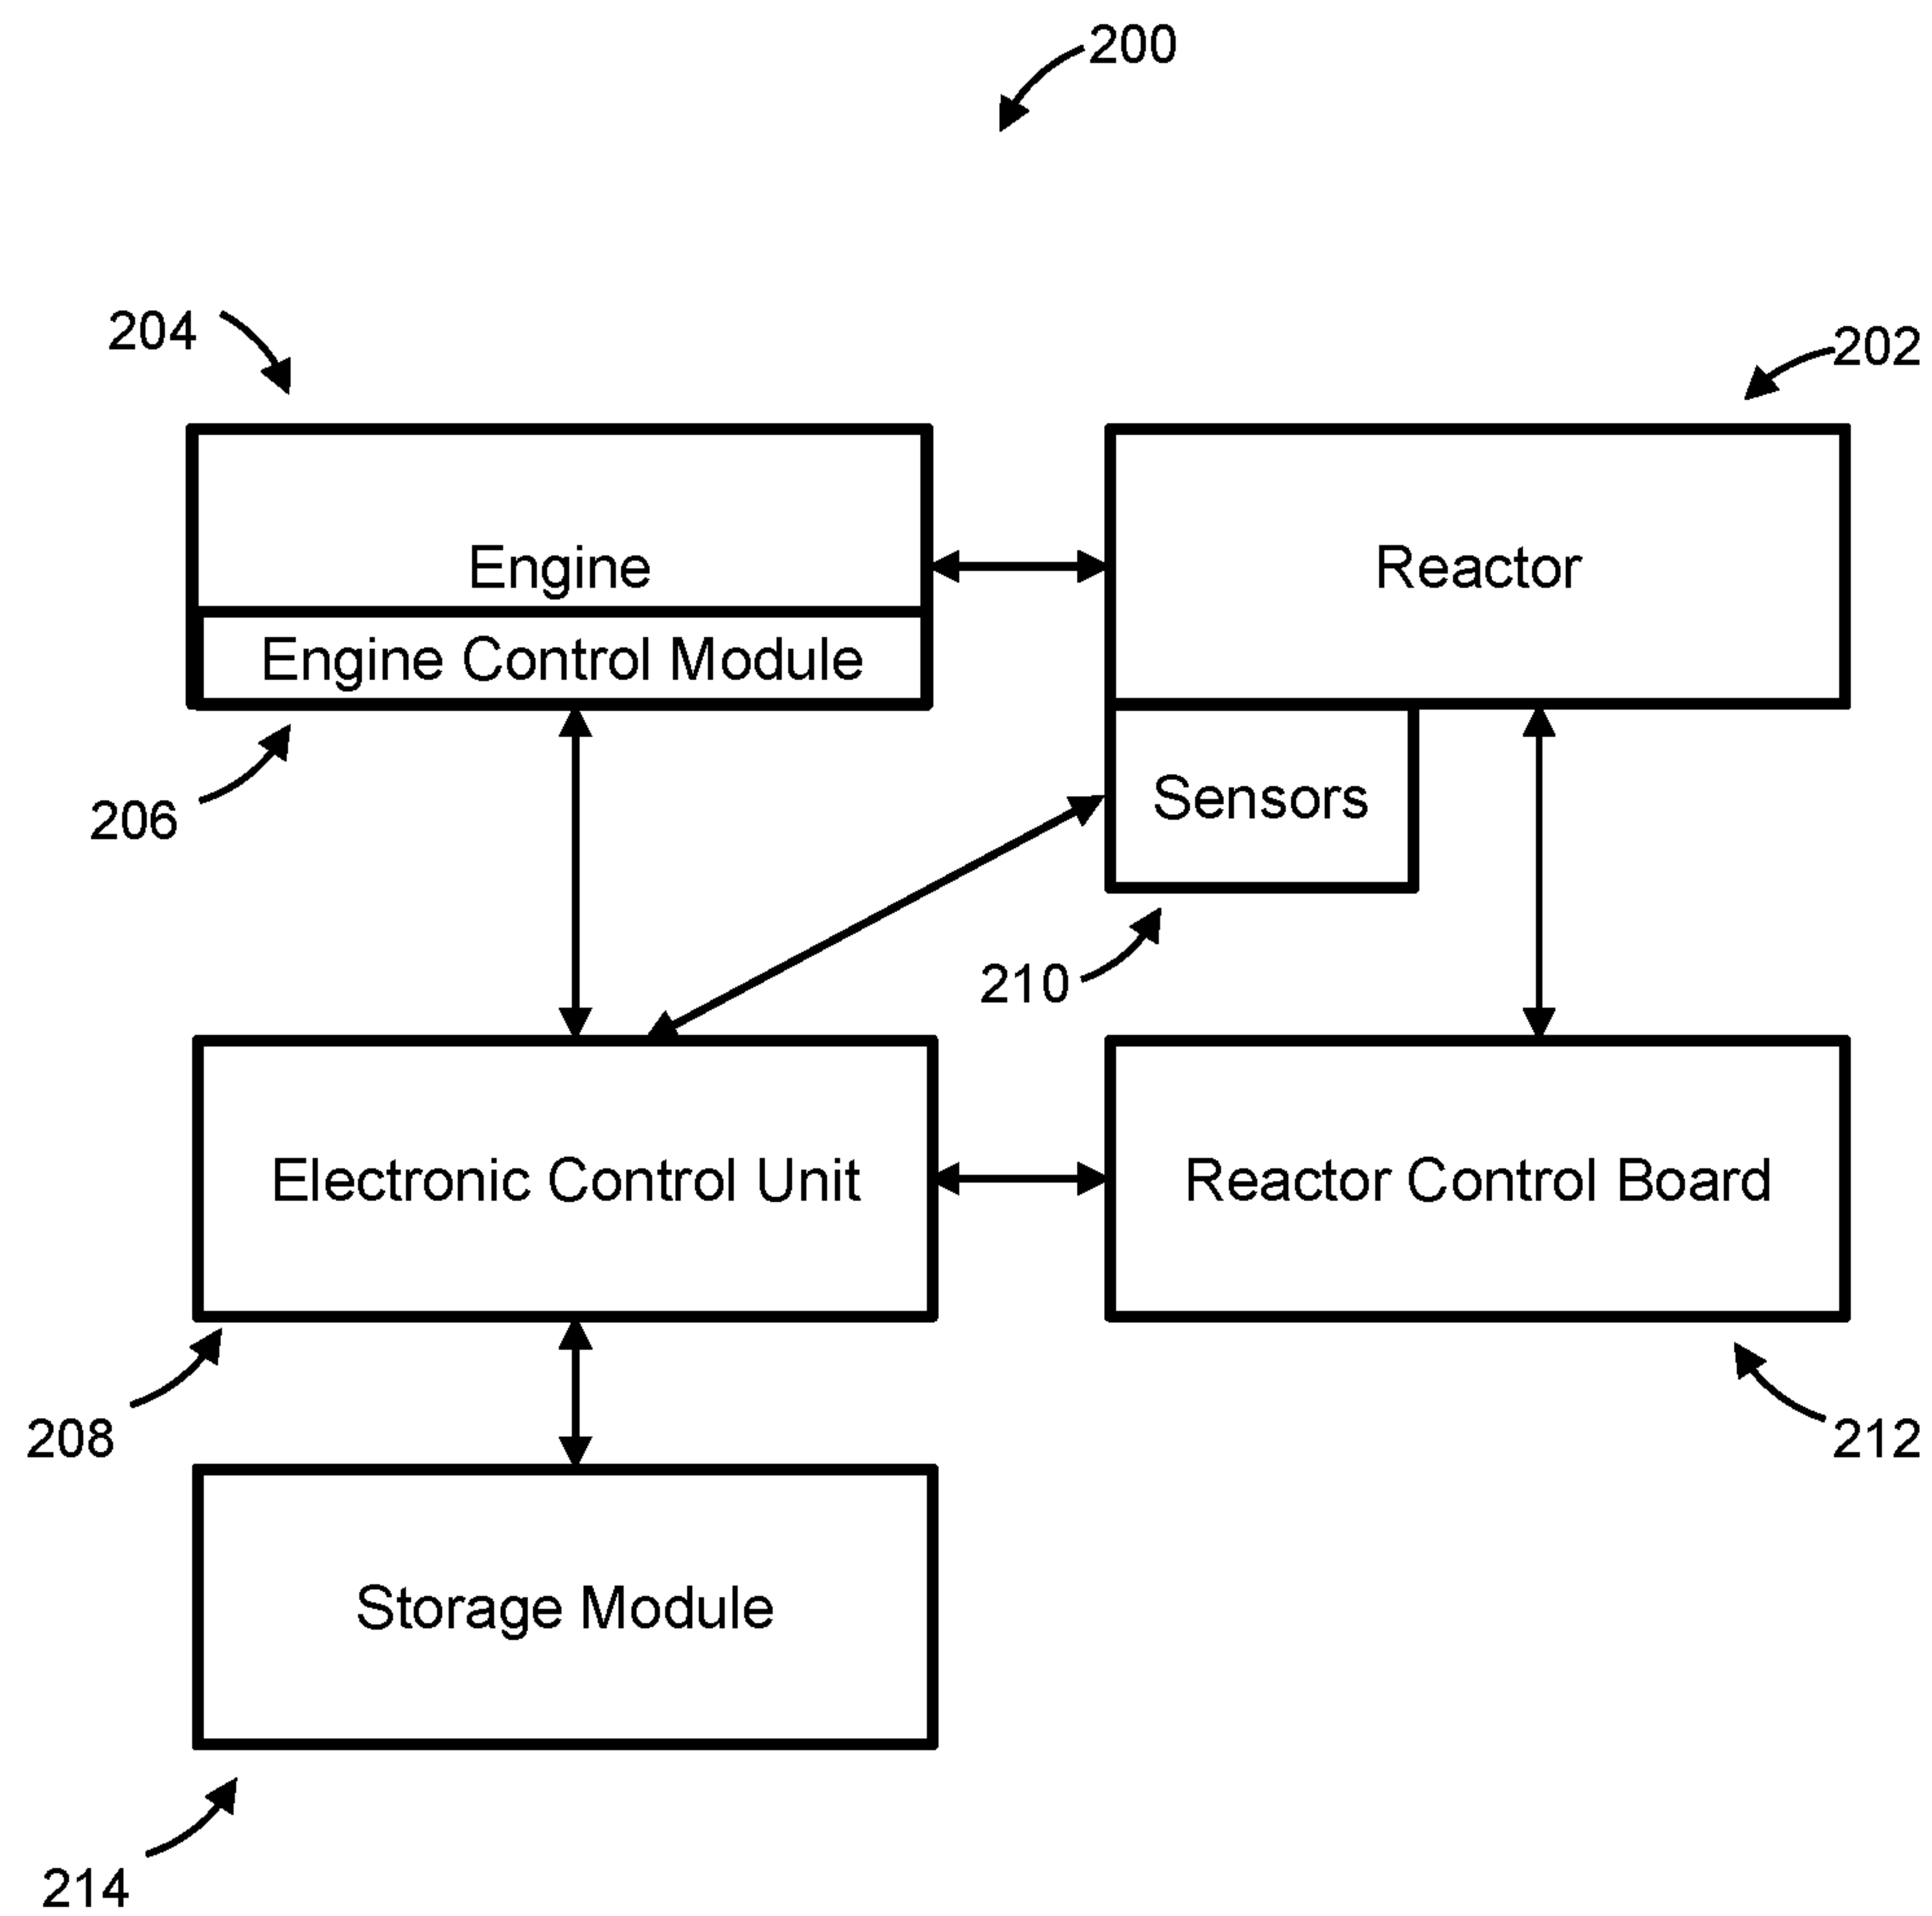 200
204
202
Engine
Reactor
Engine Control Module
206
Sensors
210
Electronic Control Unit
Reactor Control Board
208
212
Storage Module
214